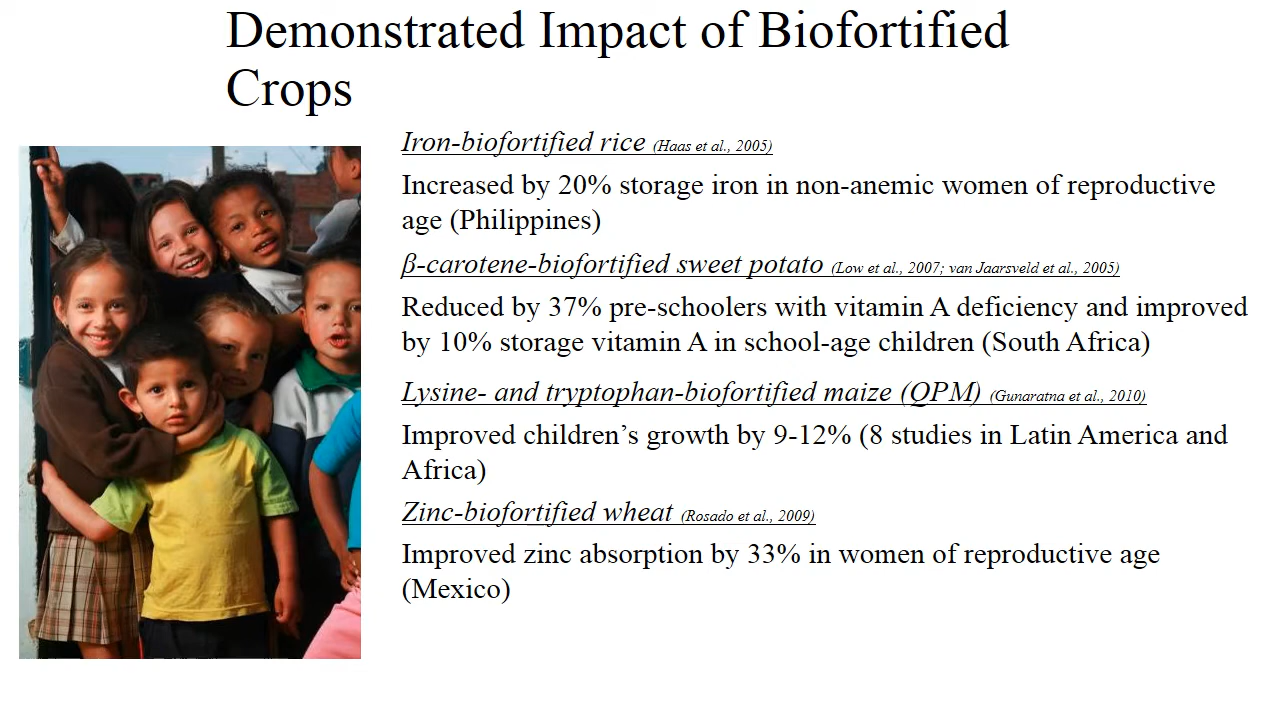 Demonstrated Impact of Biofortified
Crops
Iron-biofortified rice (Haas et al., 2005)
Increased by 20% storage iron in non-anemic women of reproductive
age (Philippines)
β-carotene-biofortified sweet potato (Low et al., 2007; van Jaarsveld et al., 2005)
Reduced by 37% pre-schoolers with vitamin A deficiency and improved
by 10% storage vitamin A in school-age children (South Africa)
Lysine- and tryptophan-biofortified maize (QPM) (Gunaratna et al., 2010)
Improved children’s growth by 9-12% (8 studies in Latin America and
Africa)
Zinc-biofortified wheat (Rosado et al., 2009)
Improved zinc absorption by 33% in women of reproductive age
(Mexico)